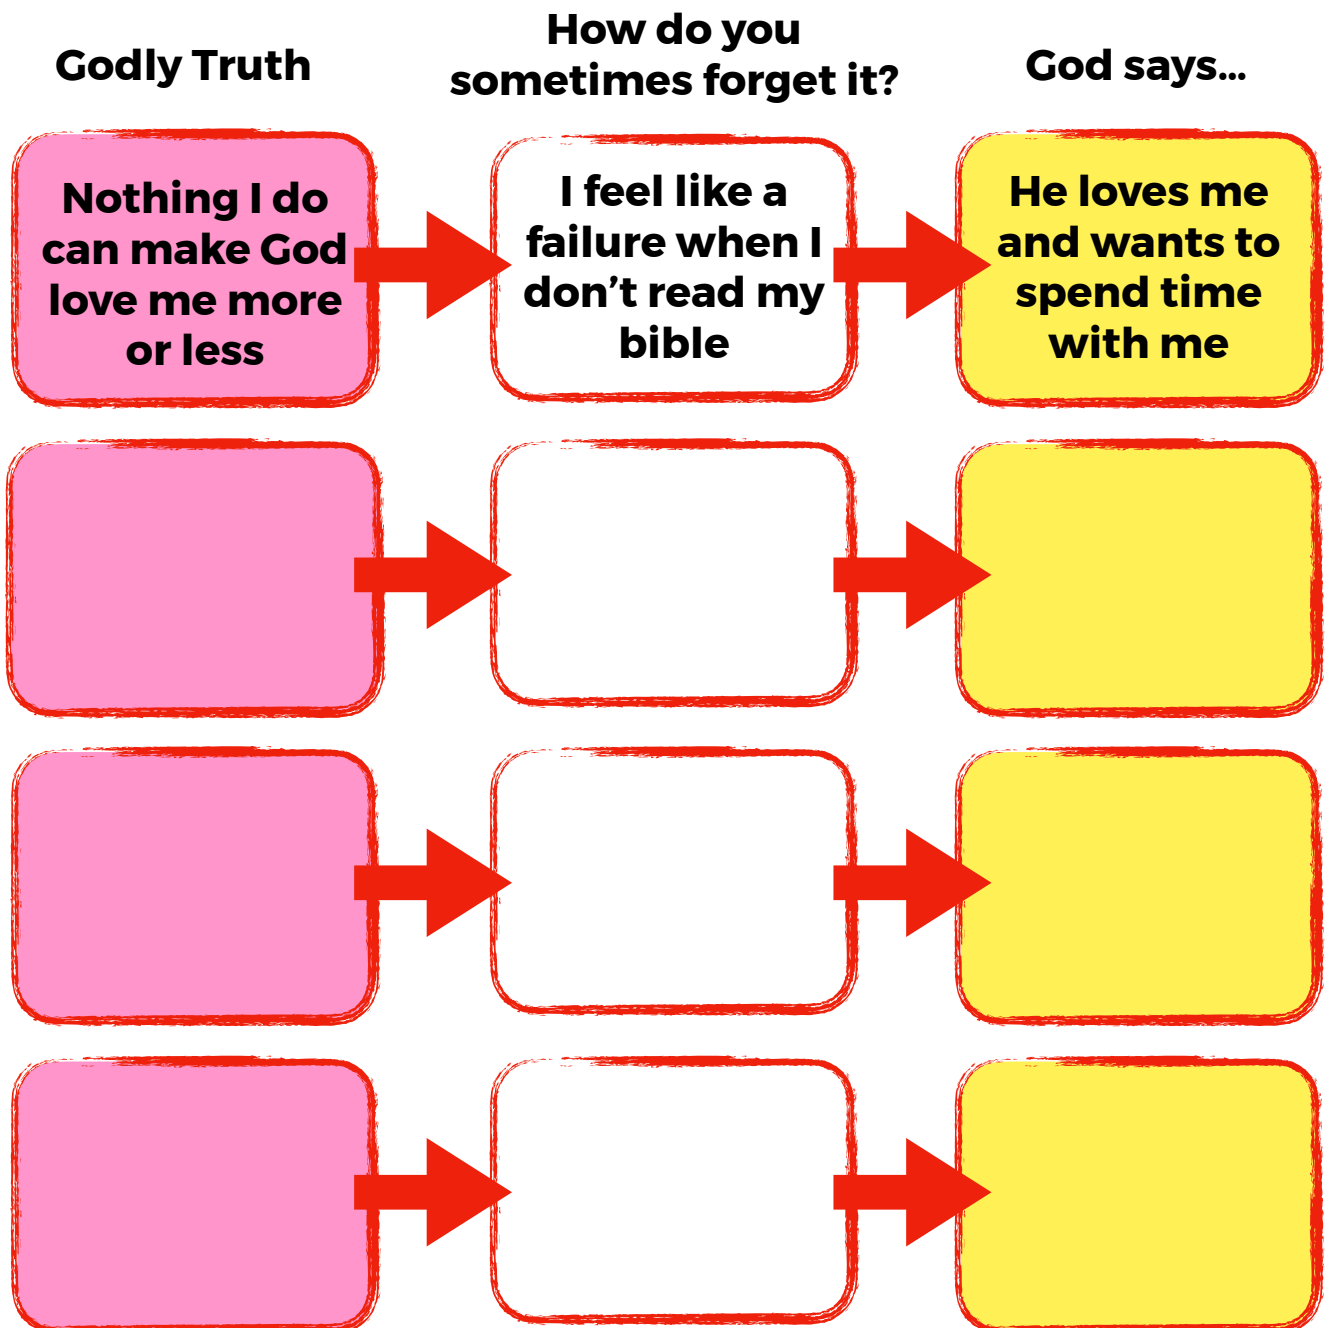 Godly Truth
How do you
sometimes forget it?
God says...
Nothing I do
can make God
love me more
or less
I feel like a
failure when I
don't read my
bible
He loves me
and wants to
spend time
with me